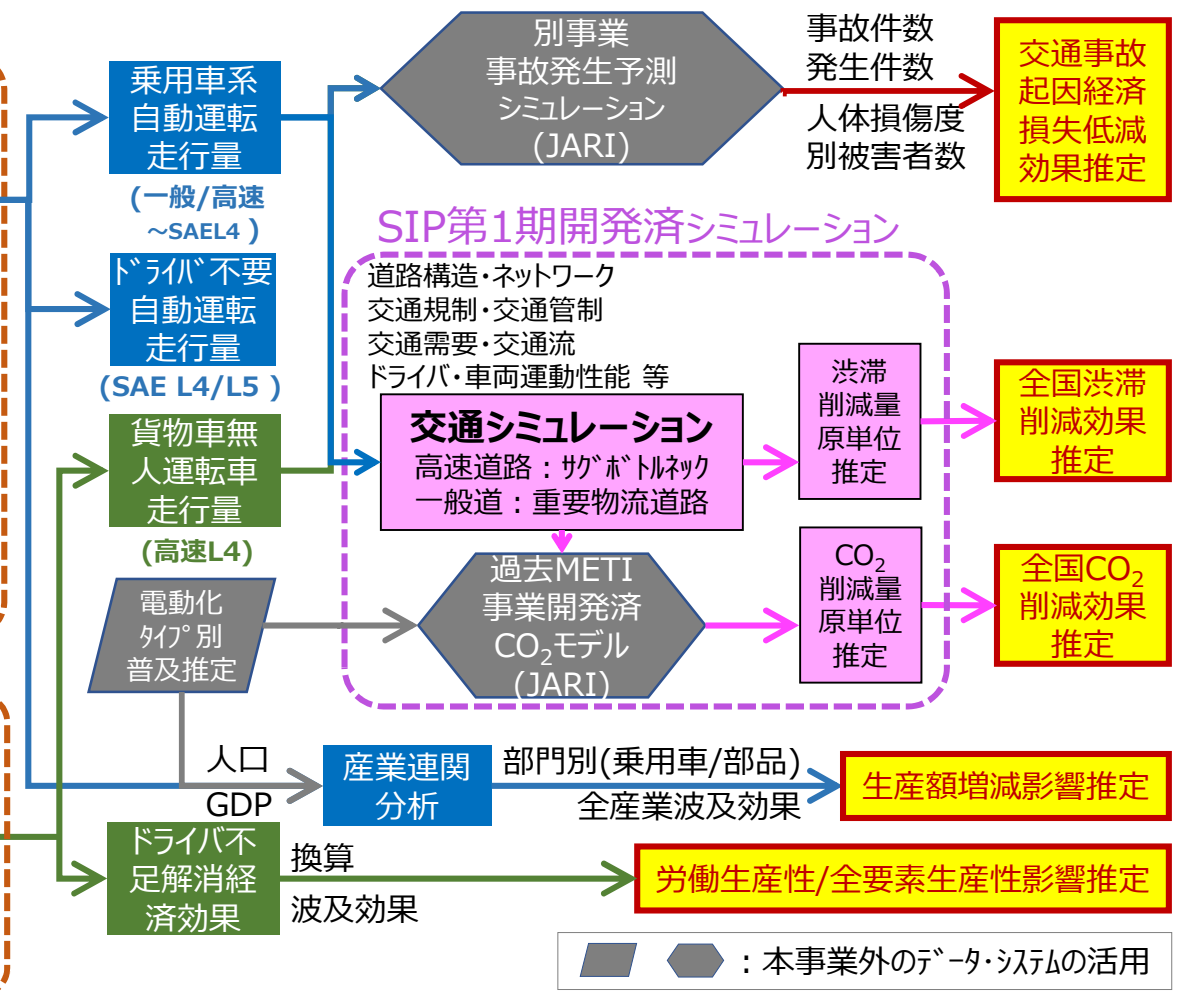 別事業
事故発生予測
シミュレーション
(JARI)
事故件数
発生件数
人体損傷度
別被害者数
交通事故
起因経済
損失低減
効果推定
乗用車系
自動運転
走行量
(一般/高速
～SAEL4 )
ﾄﾞﾗｲﾊﾞ不要
自動運転
走行量
(SAE L4/L5 )
貨物車無
人運転車
走行量
(高速L4)
電動化
ﾀｲﾌﾟ別
普及推定
SIP第1期開発済シミュレーション
道路構造・ネットワーク
交通規制・交通管制
交通需要・交通流
ドライバ・車両運動性能 等
交通シミュレーション
高速道路：ｻｸﾞﾎﾞﾄﾙﾈｯｸ
一般道：重要物流道路
渋滞
削減量
原単位
推定
全国渋滞
削減効果
推定
過去METI
事業開発済
CO₂モデル
(JARI)
CO₂
削減量
原単位
推定
全国CO₂
削減効果
推定
人口
GDP
産業連関
分析
部門別(乗用車/部品)
全産業波及効果
生産額増減影響推定
ﾄﾞﾗｲﾊﾞ不
足解消経
済効果
換算
波及効果
労働生産性/全要素生産性影響推定
：本事業外のﾃﾞｰﾀ・ｼｽﾃﾑの活用